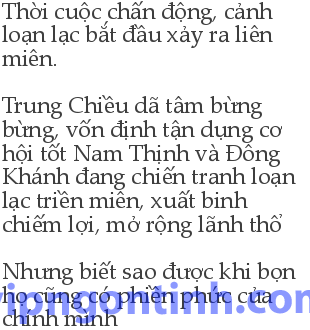 Thời cuộc chấn động, cảnh
loạn lạc bắt đầu xảy ra liên
miên.
Trung Chiều dã tâm bừng
bừng, vốn định tận dụng cơ
hội tốt Nam Thịnh và Đông
Khánh đang chiến tranh loạn
lạc triền miên, xuất binh
chiếm lợi, mở rộng lãnh thổ
Nhưng biết sao được khi bọn
họ cũng có phiền phức của
chính mình
ipngontinh.com